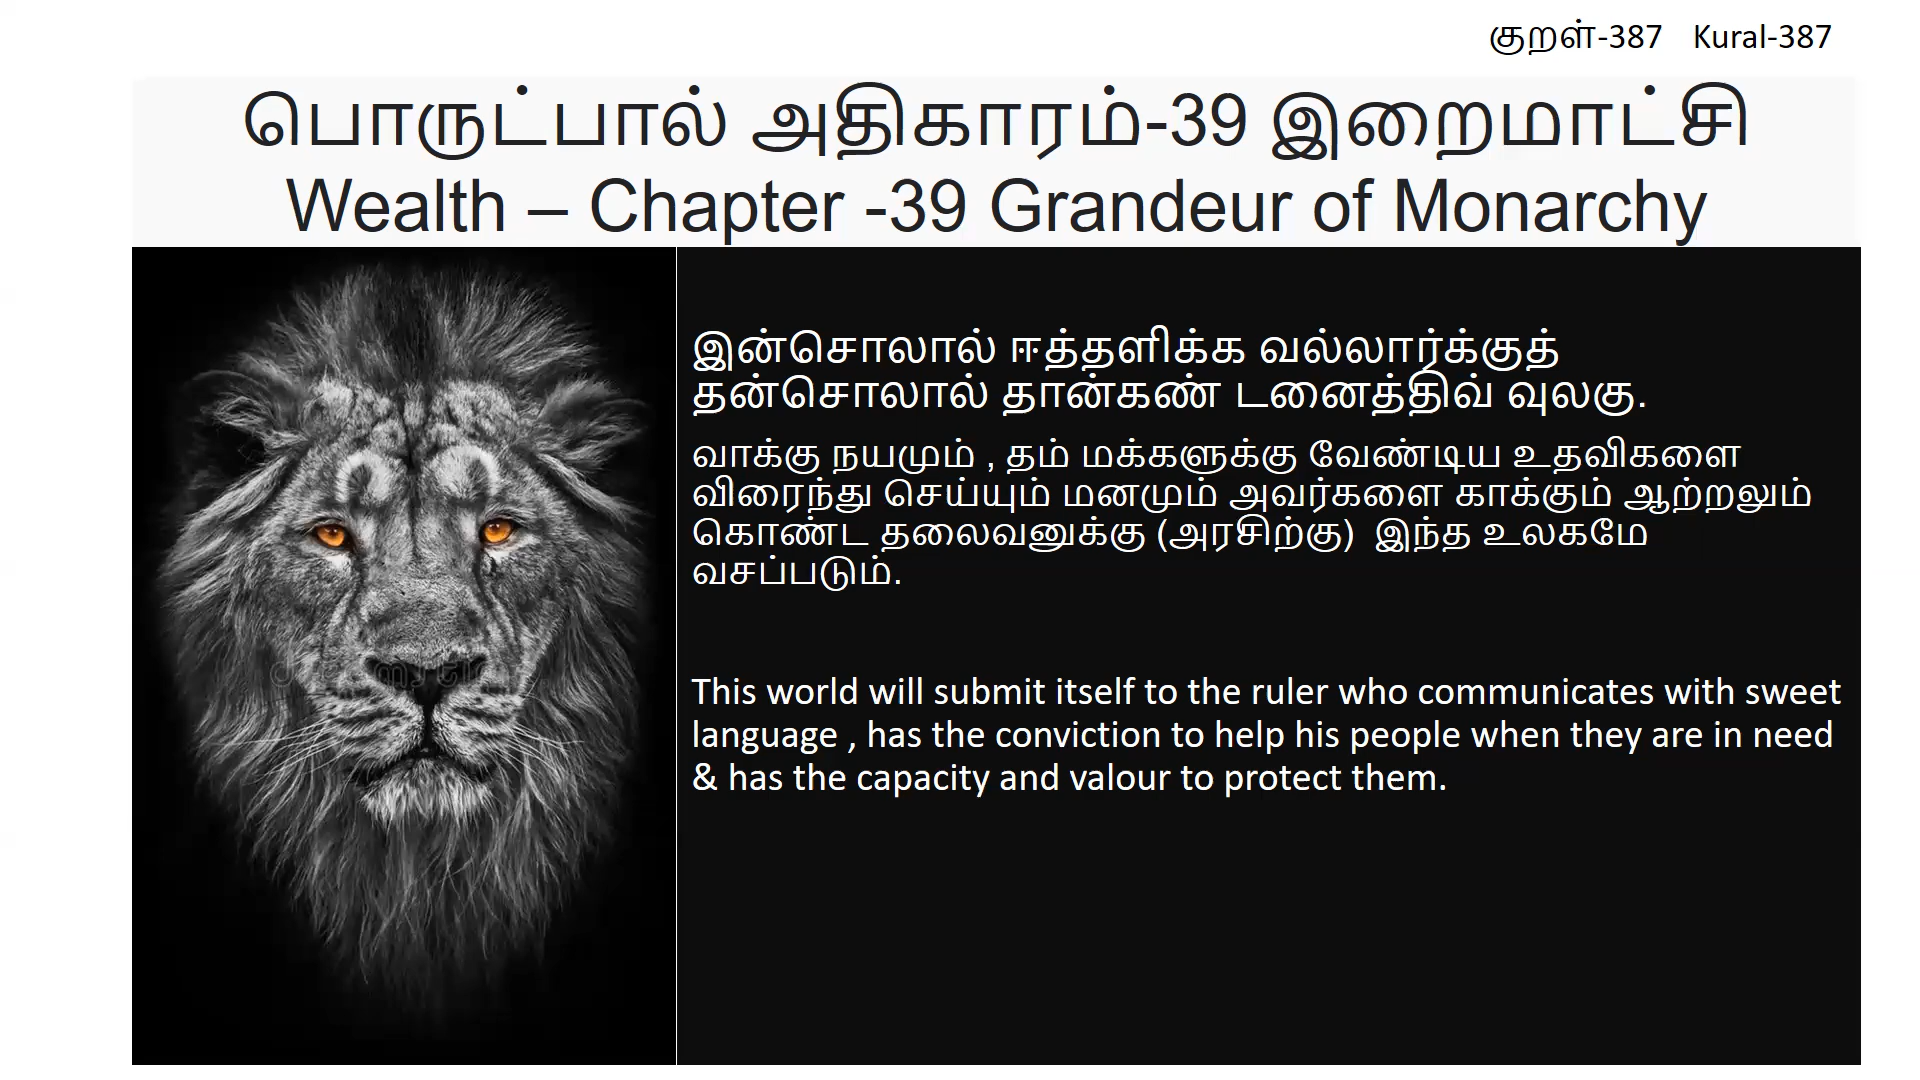 குறள்-387 Kural-387
பொருட்பால் அதிகாரம்-39 இறைமாட்சி
Wealth – Chapter -39 Grandeur of Monarchy
இன்சொலால் ஈத்தளிக்க வல்லார்க்குத்
தன்சொலால் தான்கண் டனைத்திவ் வுலகு.
வாக்கு நயமும் , தம் மக்களுக்கு வேண்டிய உதவிகளை
விரைந்து செய்யும் மனமும் அவர்களை காக்கும் ஆற்றலும்
கொண்ட தலைவனுக்கு (அரசிற்கு) இந்த உலகமே
வசப்படும்.
This world will submit itself to the ruler who communicates with sweet
language , has the conviction to help his people when they are in need
& has the capacity and valour to protect them.